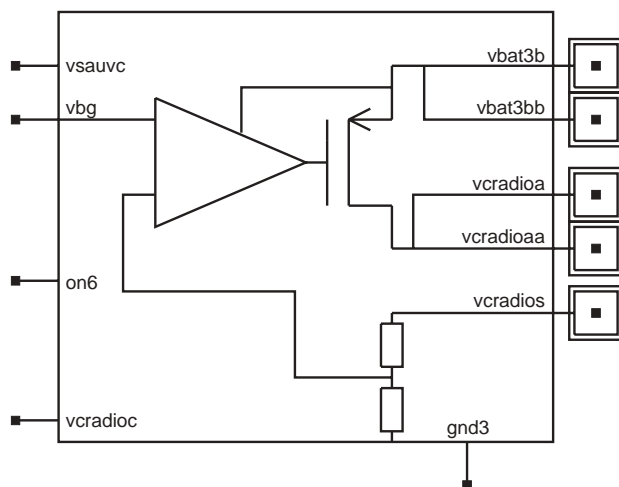 vsauvc
vbat3b
vbg
vbat3bb
vcradioa
vcradioaa
on6
vcradios
vcradioc
gnd3